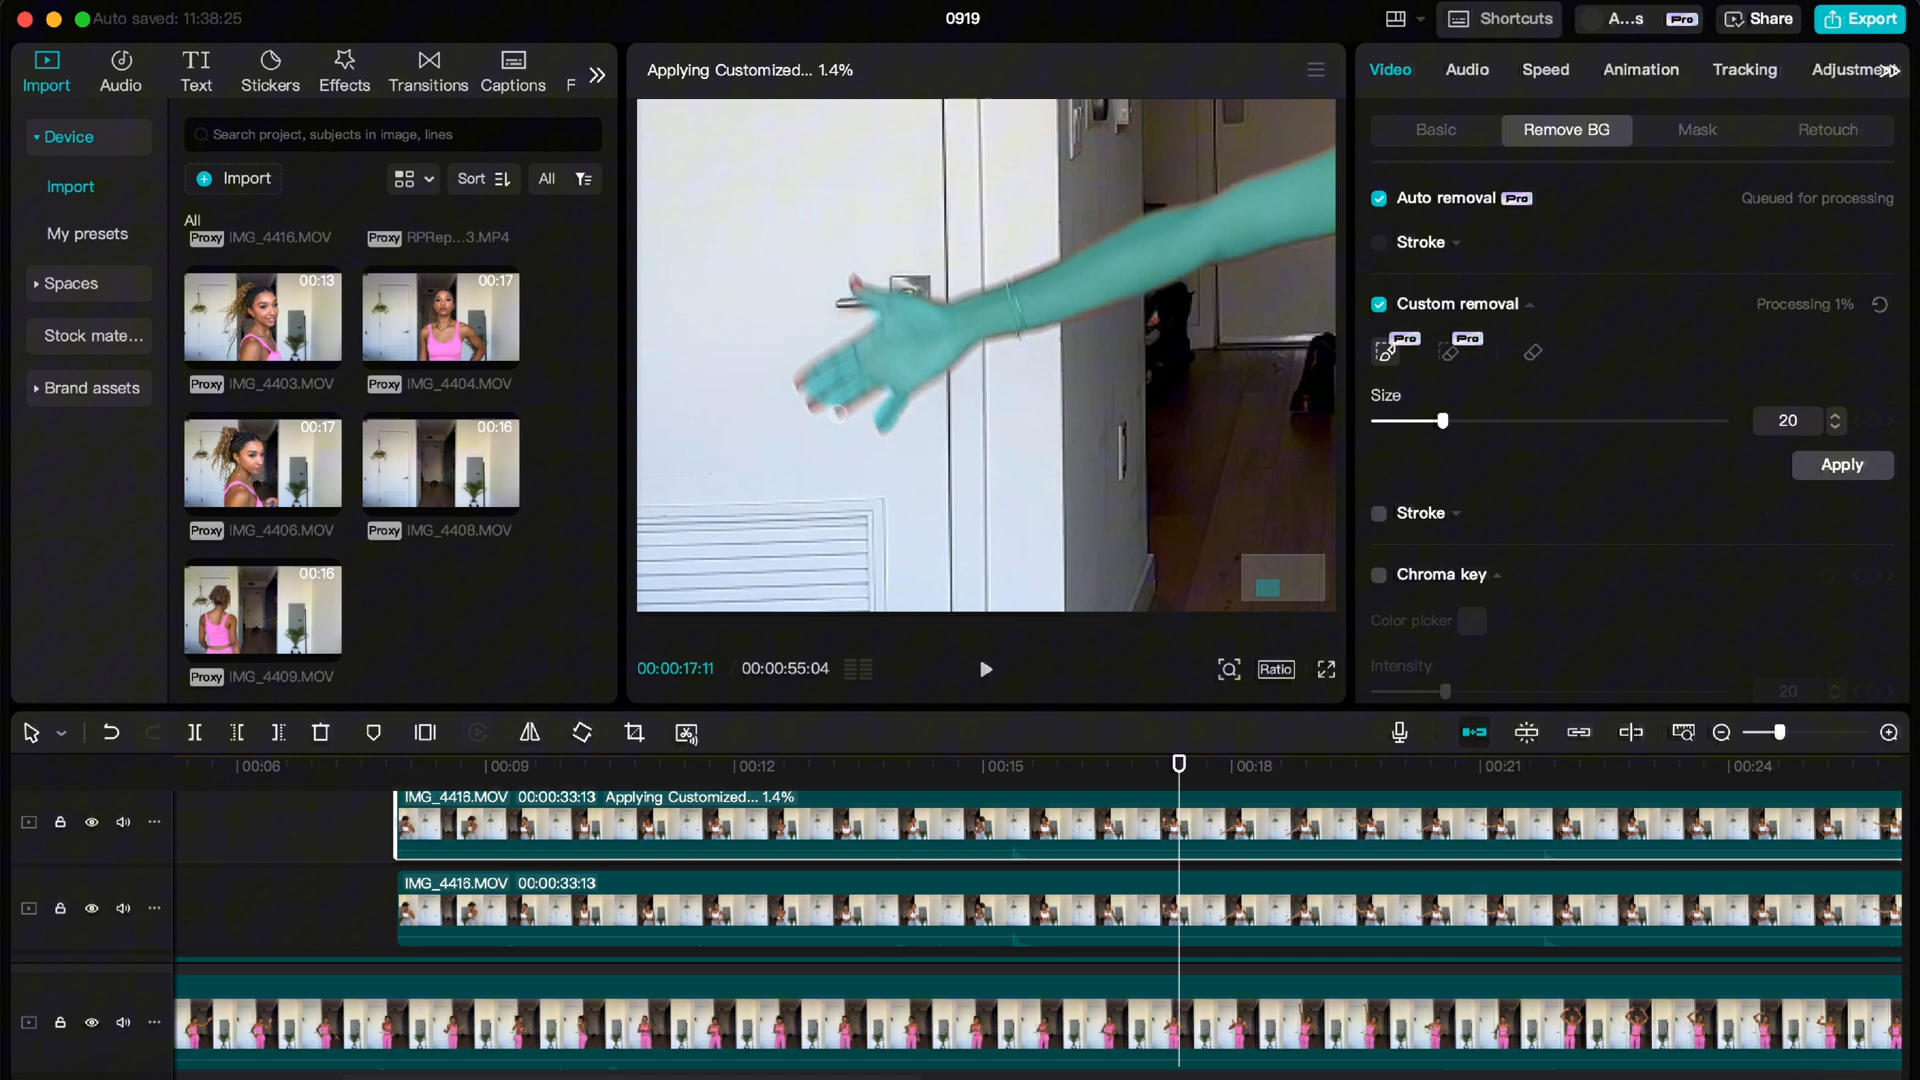 Auto saved: 11:38:25
0919
Shortcuts
A...s
Pro
Share
Export
Import
Audio
TI
Text
Stickers
Effects
Transitions
Captions
F
Device
Import
My presets
Spaces
Stock mate...
Brand assets
Search project, subjects in image, lines
Import
Sort
All
All
Proxy IMG_4416.MOV
Proxy RPRep...3.MP4
00:13
00:17
Proxy IMG_4403.MOV
Proxy IMG_4404.MOV
00:17
00:16
Proxy IMG_4406.MOV
Proxy IMG_4408.MOV
00:16
Proxy IMG_4409.MOV
Applying Customized... 1.4%
00:00:17:11 / 00:00:55:04
Ratio
Video
Audio
Speed
Animation
Tracking
Adjustment
Basic
Remove BG
Mask
Retouch
Auto removal Pro
Queued for processing
Stroke
Custom removal
Processing 1%
Pro
Pro
Size
20
Apply
Stroke
Chroma key
Color picker
Intensity
20
00:06
00:09
00:12
00:15
00:18
00:21
00:24
IMG_4416.MOV 00:00:33:13 Applying Customized... 1.4%
IMG_4416.MOV 00:00:33:13